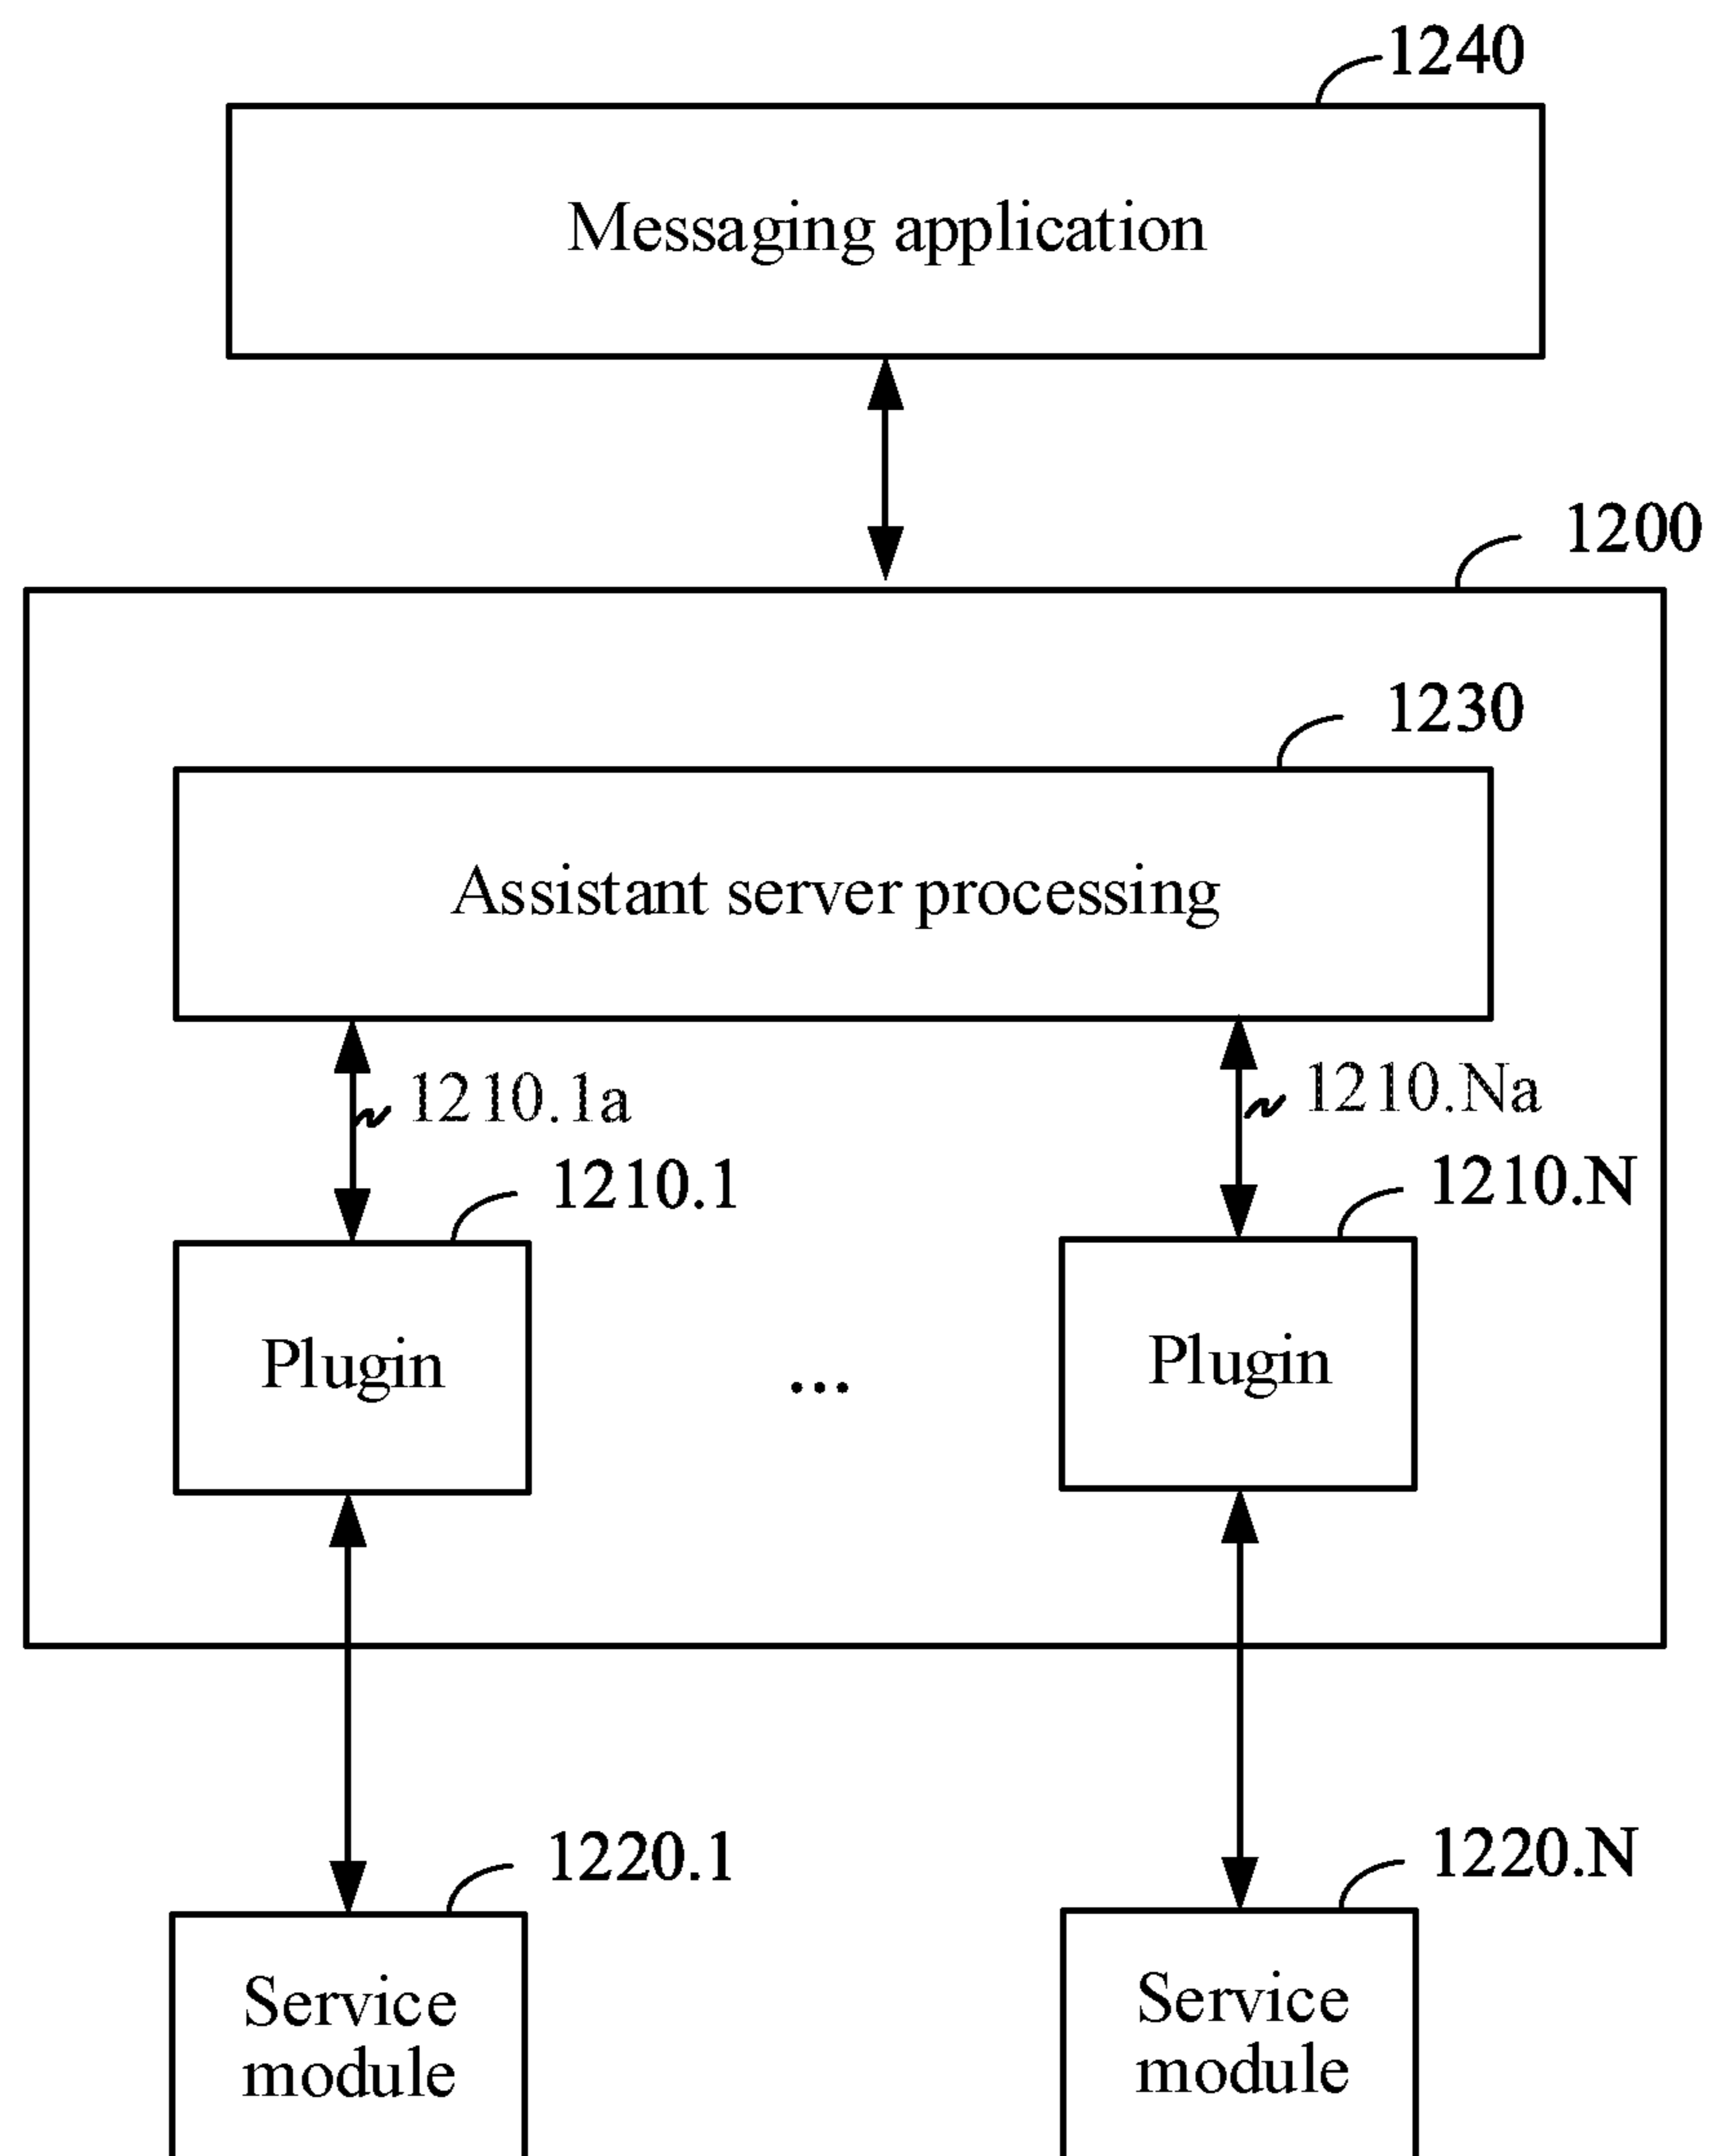 1240
Messaging application
1200
1230
Assistant server processing
1210.1a
1210.Na
1210.1
1210.N
Plugin
...
Plugin
1220.1
1220.N
Service
module
Service
module